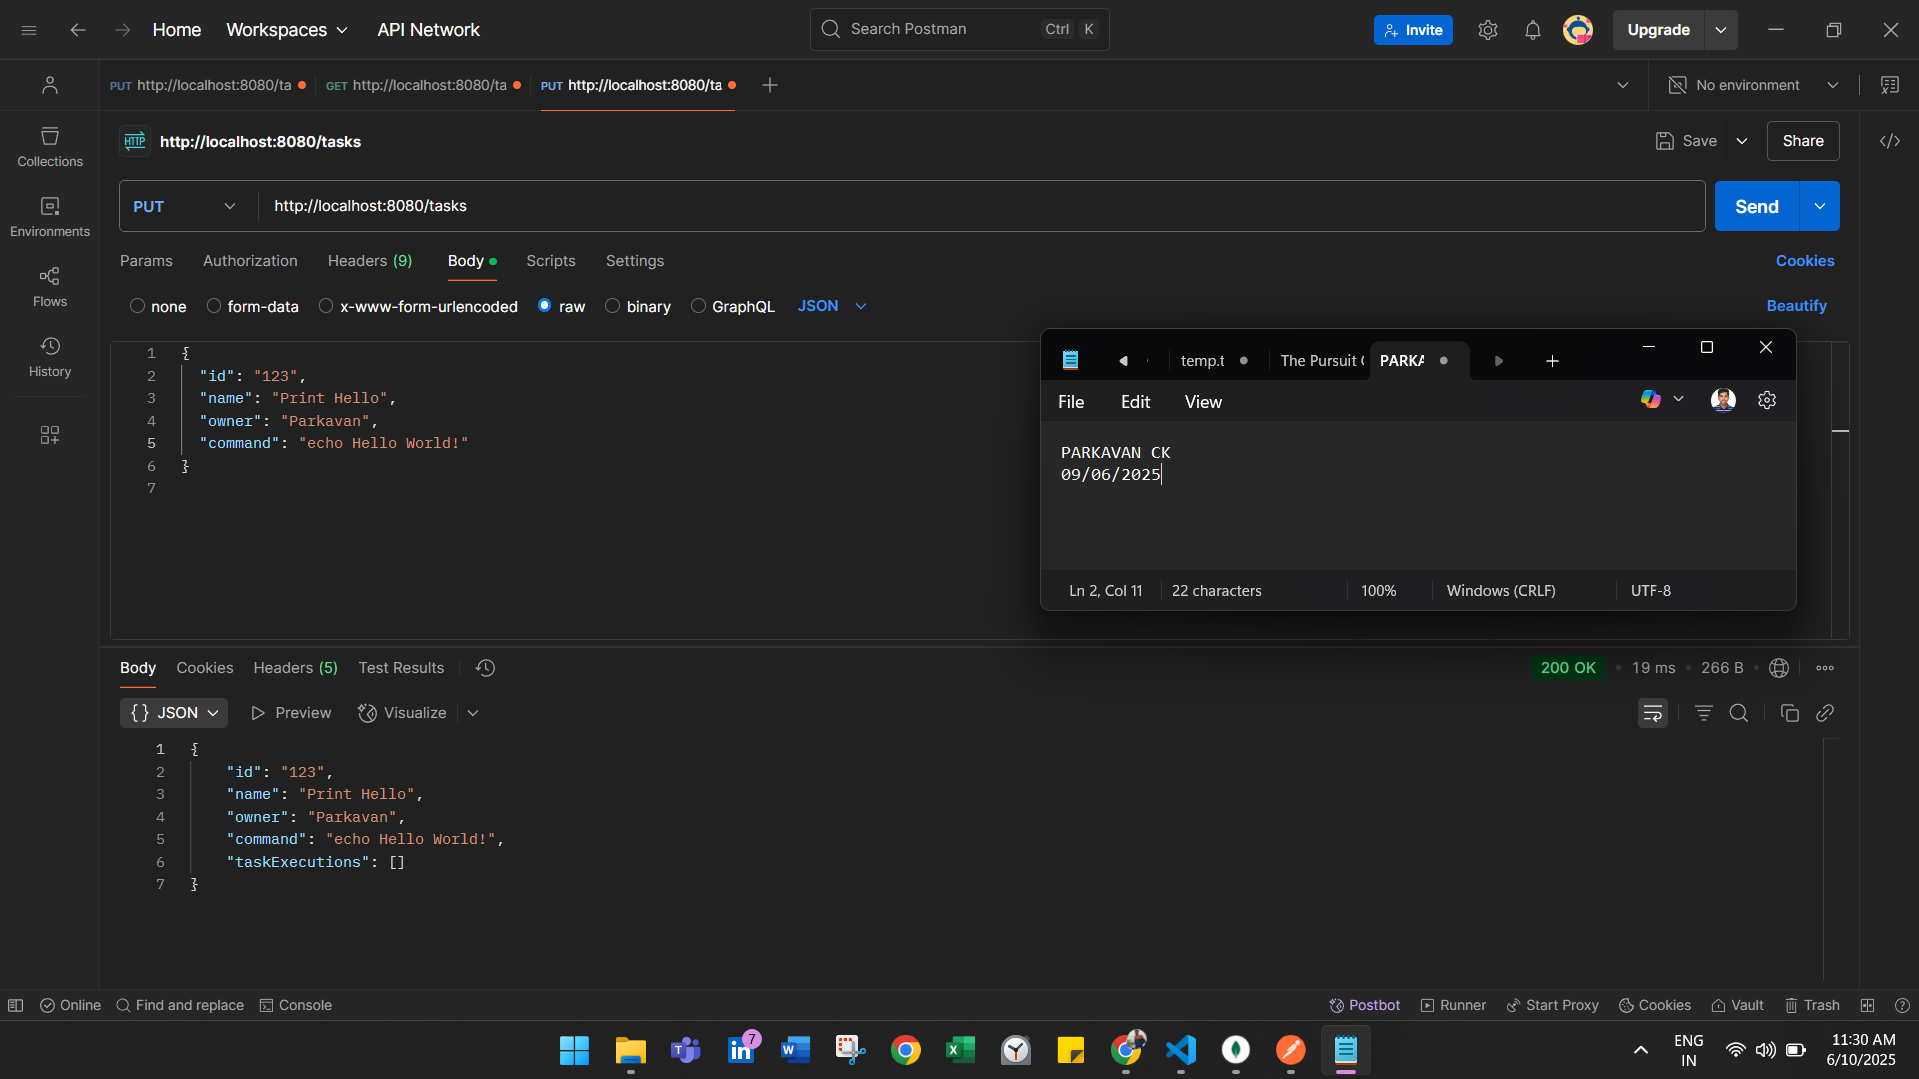 Home
Workspaces
API Network
Search Postman
Ctrl K
Invite
Upgrade
PUT http://localhost:8080/ta
GET http://localhost:8080/ta
PUT http://localhost:8080/ta
No environment
HTTP http://localhost:8080/tasks
Save
Share
Collections
Environments
Flows
History
PUT
http://localhost:8080/tasks
Send
Params
Authorization
Headers (9)
Body
Scripts
Settings
Cookies
none
form-data
x-www-form-urlencoded
raw
binary
GraphQL
JSON
Beautify
1 {
2 "id": "123",
3 "name": "Print Hello",
4 "owner": "Parkavan",
5 "command": "echo Hello World!"
6 }
7
temp.t
The Pursuit
PARKA
File
Edit
View
PARKAVAN CK
09/06/2025
Ln 2, Col 11
22 characters
100%
Windows (CRLF)
UTF-8
Body
Cookies
Headers (5)
Test Results
200 OK
19 ms
266 B
{} JSON
Preview
Visualize
1 {
2 "id": "123",
3 "name": "Print Hello",
4 "owner": "Parkavan",
5 "command": "echo Hello World!",
6 "taskExecutions": []
7 }
Online
Find and replace
Console
Postbot
Runner
Start Proxy
Cookies
Vault
Trash
7
ENG
IN
11:30 AM
6/10/2025